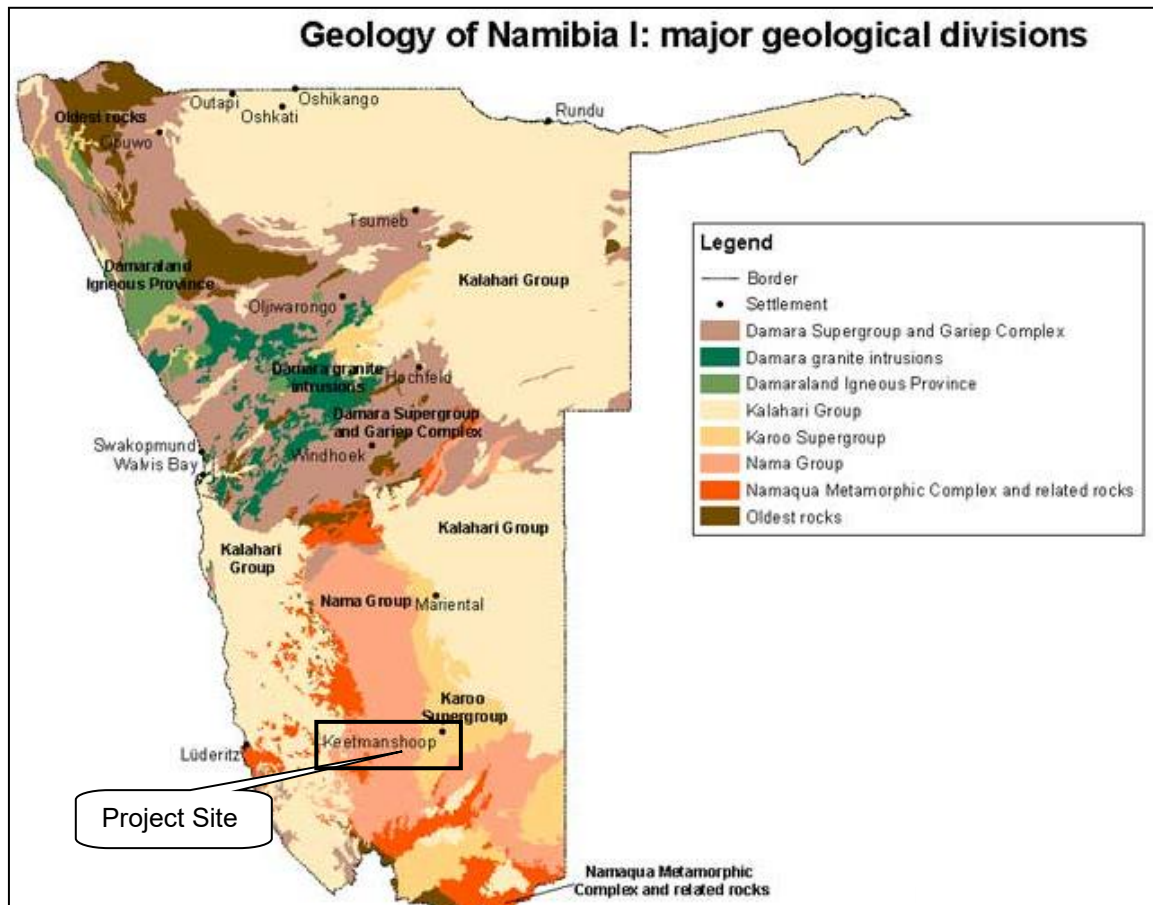 Geology of Namibia I: major geological divisions
Outapi
Oshikango
Oshkati
Rundu
Oldest rocks
Opuwo
Tsumeb
Damaraland
Igneous Province
Kalahari Group
Otjiwarongo
Damara granite
intrusions
Hochfeld
Damara Supergroup
and Gariep Complex
Swakopmund
Walvis Bay
Windhoek
Kalahari Group
Kalahari
Group
Nama Group
Mariental
Karoo
Supergroup
Keetmanshoop
Lüderitz
Project Site
Namaqua Metamorphic
Complex and related rocks
Legend
Border
Settlement
Damara Supergroup and Gariep Complex
Damara granite intrusions
Damaraland Igneous Province
Kalahari Group
Karoo Supergroup
Nama Group
Namaqua Metamorphic Complex and related rocks
Oldest rocks